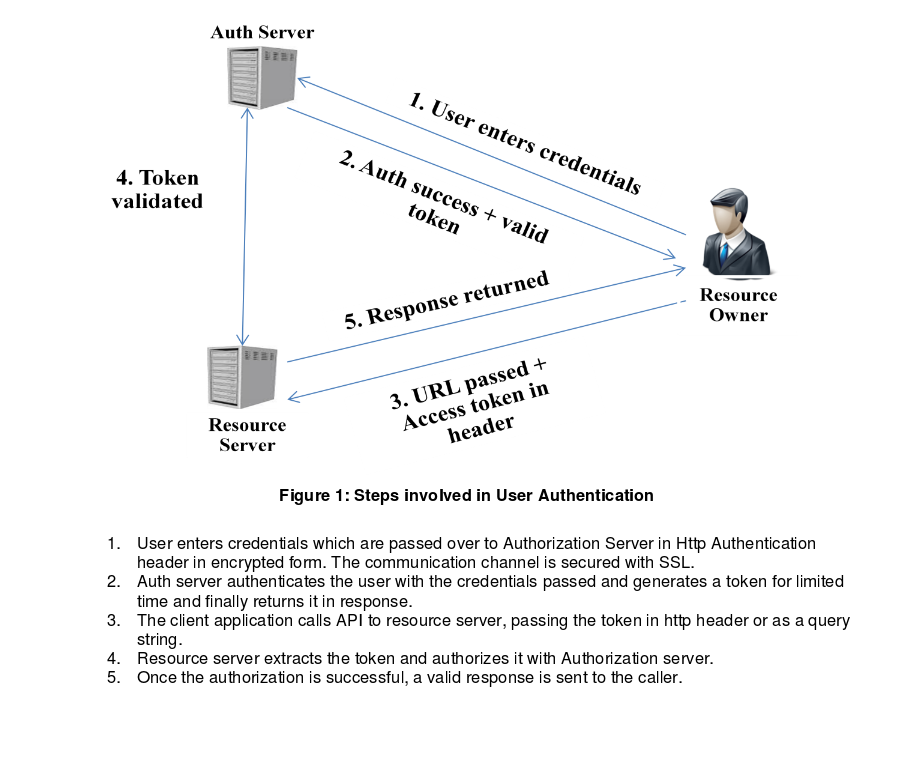 Auth Server
1. User enters credentials
2. Auth success + valid
token
4. Token
validated
Resource
Owner
5. Response returned
3. URL passed +
Access token in
header
Resource
Server
Figure 1: Steps involved in User Authentication
1. User enters credentials which are passed over to Authorization Server in Http Authentication
header in encrypted form. The communication channel is secured with SSL.
2. Auth server authenticates the user with the credentials passed and generates a token for limited
time and finally returns it in response.
3. The client application calls API to resource server, passing the token in http header or as a query
string.
4. Resource server extracts the token and authorizes it with Authorization server.
5. Once the authorization is successful, a valid response is sent to the caller.